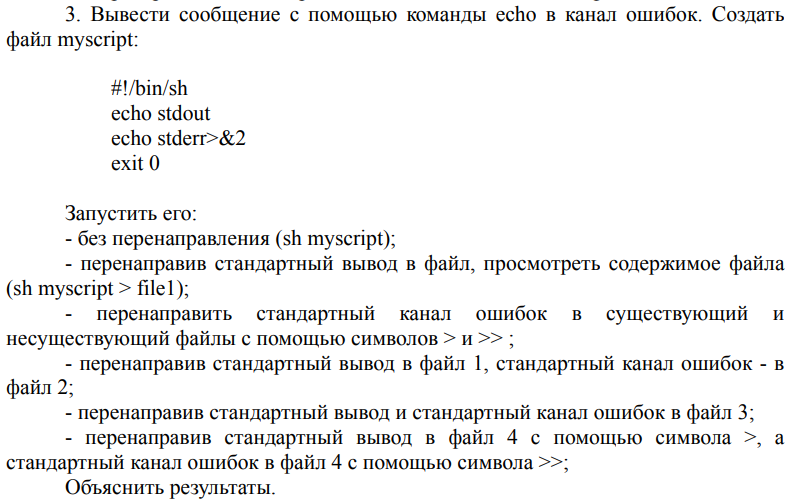 3. Вывести сообщение с помощью команды echo в канал ошибок. Создать
файл myscript:
#!/bin/sh
echo stdout
echo stderr>&2
exit 0
Запустить его:
- без перенаправления (sh myscript);
- перенаправив стандартный вывод в файл, просмотреть содержимое файла
(sh myscript > file1);
- перенаправить стандартный канал ошибок в существующий и
несуществующий файлы с помощью символов > и >> ;
- перенаправив стандартный вывод в файл 1, стандартный канал ошибок - в
файл 2;
- перенаправив стандартный вывод и стандартный канал ошибок в файл 3;
- перенаправив стандартный вывод в файл 4 с помощью символа >, а
стандартный канал ошибок в файл 4 с помощью символа >>;
Объяснить результаты.